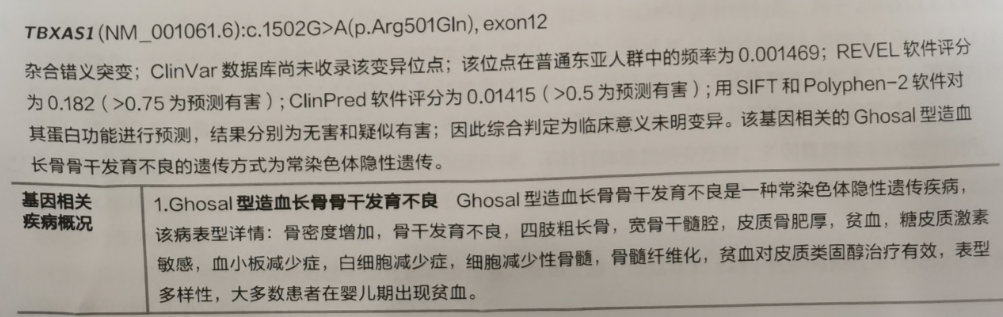 TBXAS1(NM_001061.6):c.1502G>A(p.Arg501Gln), exon12
杂合错义突变；ClinVar 数据库尚未收录该变异位点；该位点在普通东亚人群中的频率为 0.001469；REVEL 软件评分
为 0.182（>0.75 为预测有害）; ClinPred 软件评分为 0.01415（>0.5 为预测有害）; 用 SIFT 和 Polyphen-2 软件对
其蛋白功能进行预测，结果分别为无害和疑似有害；因此综合判定为临床意义未明变异。该基因相关的 Ghosal 型造血
长骨骨干发育不良的遗传方式为常染色体隐性遗传。
基因相关
疾病概况
1.Ghosal 型造血长骨骨干发育不良 Ghosal 型造血长骨骨干发育不良是一种常染色体隐性遗传疾病，
该病表型详情：骨密度增加，骨干发育不良，四肢粗长骨，宽骨干髓腔，皮质骨肥厚，贫血，糖皮质激素
敏感，血小板减少症，白细胞减少症，细胞减少性骨髓，骨髓纤维化，贫血对皮质类固醇治疗有效，表型
多样性，大多数患者在婴儿期出现贫血。